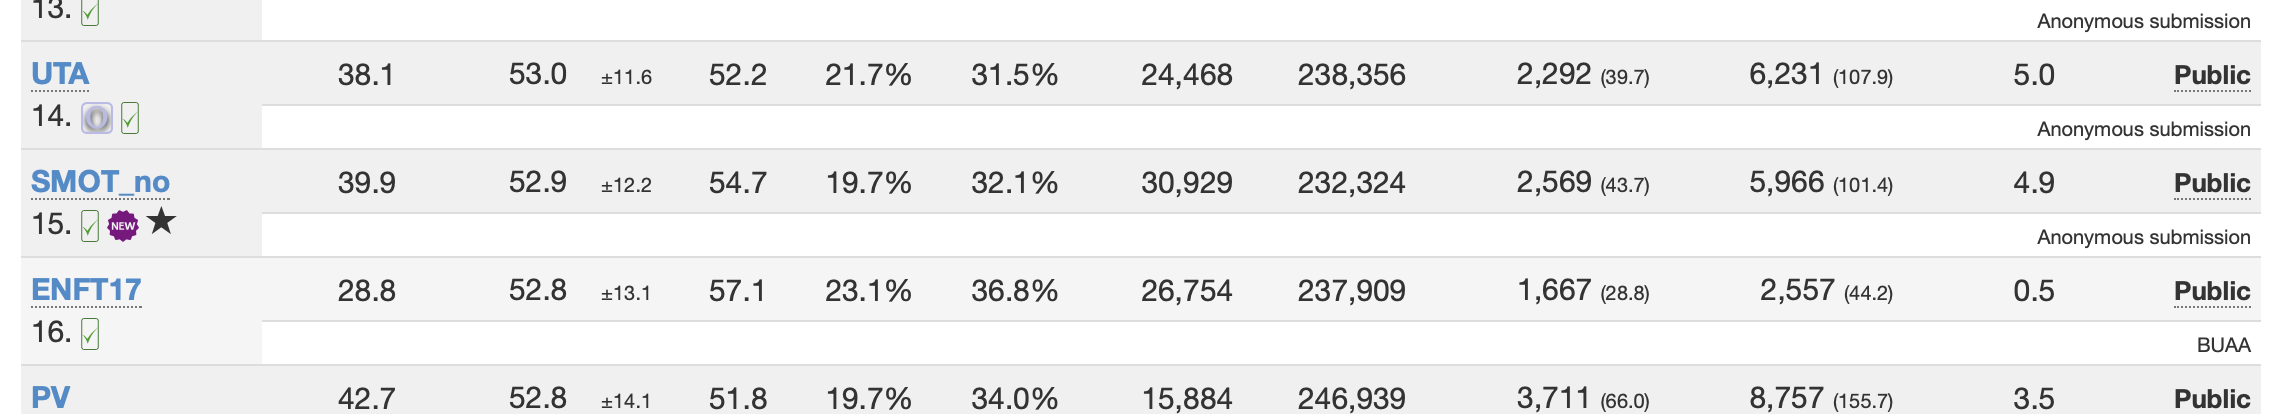 13.
Anonymous submission
UTA 38.1 53.0 ±11.6 52.2 21.7% 31.5% 24,468 238,356 2,292 (39.7) 6,231 (107.9) 5.0 Public
14.
Anonymous submission
SMOT_no 39.9 52.9 ±12.2 54.7 19.7% 32.1% 30,929 232,324 2,569 (43.7) 5,966 (101.4) 4.9 Public
15. NEW
Anonymous submission
ENFT17 28.8 52.8 ±13.1 57.1 23.1% 36.8% 26,754 237,909 1,667 (28.8) 2,557 (44.2) 0.5 Public
16.
BUAA
PV 42.7 52.8 ±14.1 51.8 19.7% 34.0% 15,884 246,939 3,711 (66.0) 8,757 (155.7) 3.5 Public